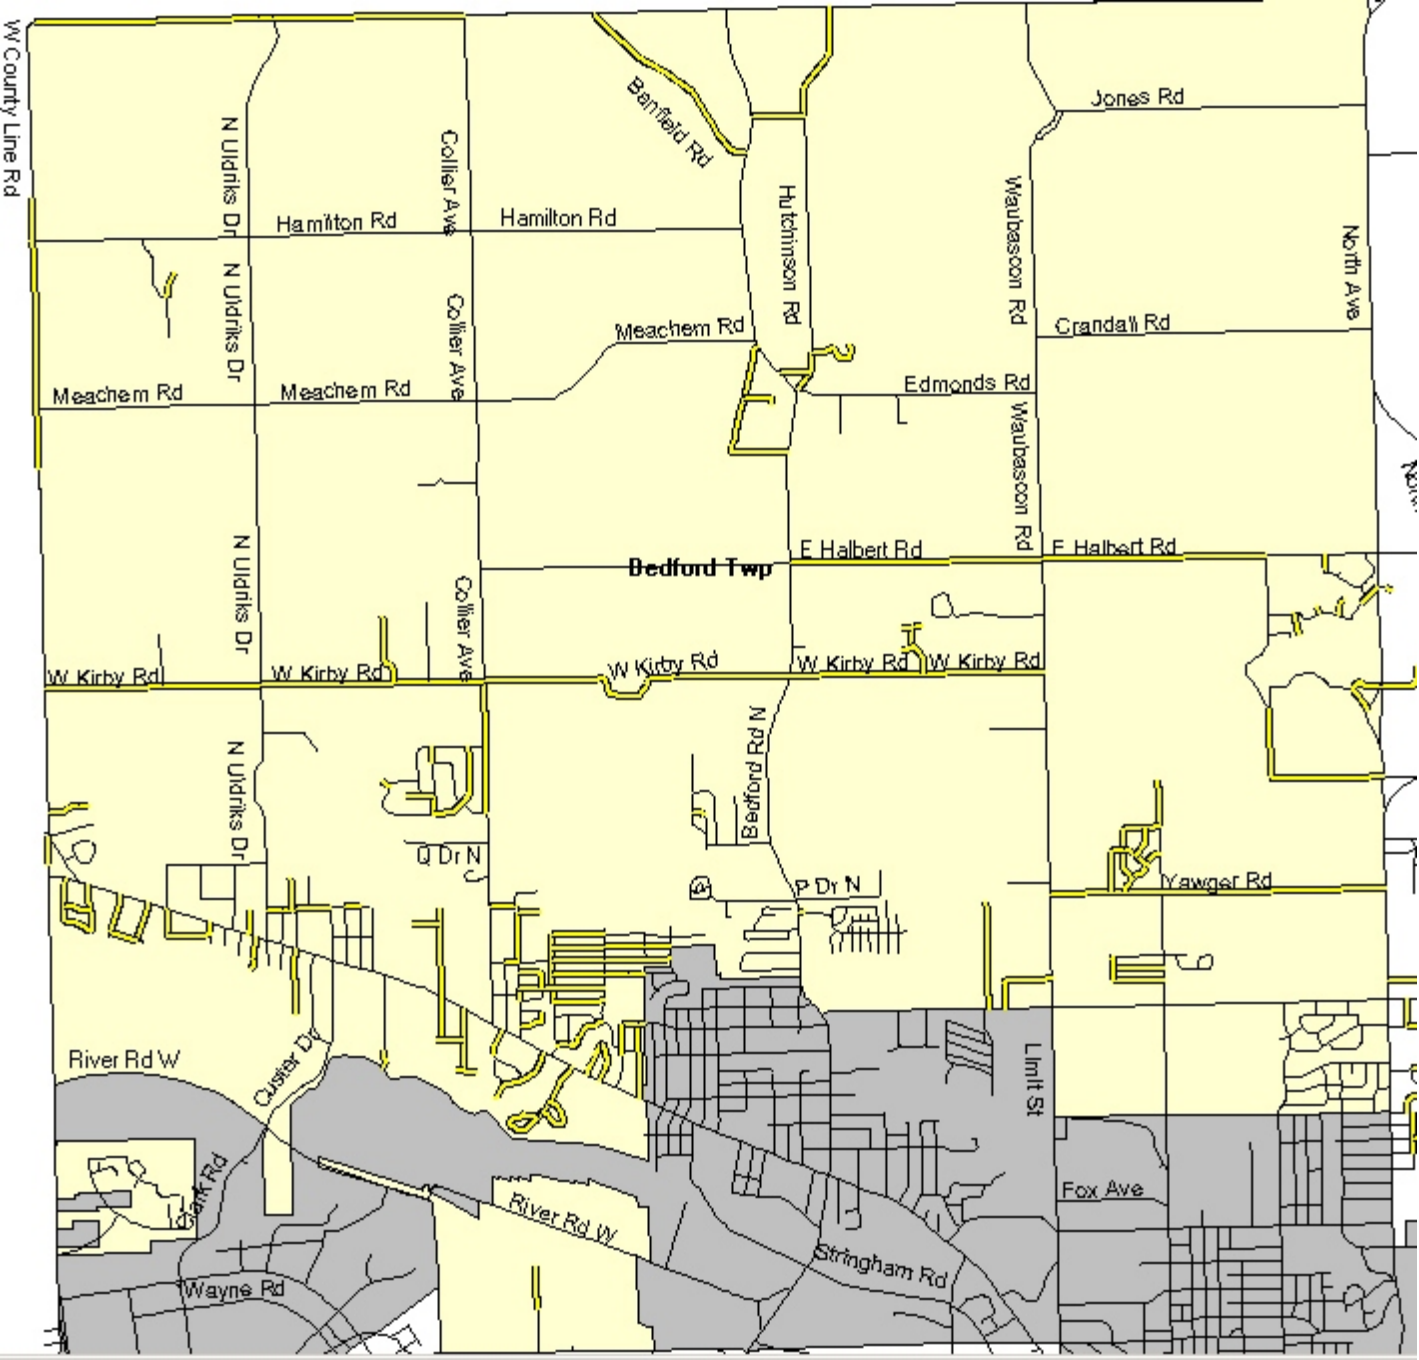 W County Line Rd
Banfield Rd
Jones Rd
N Uldriks Dr
Collier Ave
Hamilton Rd
Hamilton Rd
Hutchinson Rd
Waubascon Rd
North Ave
N Uldriks Dr
Collier Ave
Meachem Rd
Crandall Rd
Meachem Rd
Meachem Rd
Edmonds Rd
Waubascon Rd
N Uldriks Dr
E Halbert Rd
E Halbert Rd
Bedford Twp
Collier Ave
W Kirby Rd
W Kirby Rd
W Kirby Rd
W Kirby Rd
W Kirby Rd
N Uldriks Dr
Bedford Rd N
Q Dr N
P Dr N
Yawger Rd
River Rd W
Custer Dr
Limit St
Clark Rd
River Rd W
Fox Ave
Stringham Rd
Wayne Rd